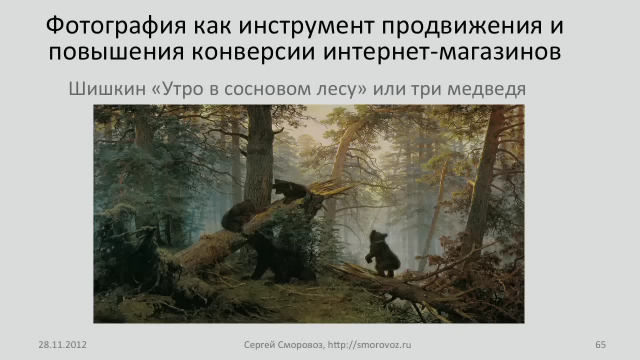 Фотография как инструмент продвижения и
повышения конверсии интернет-магазинов
Шишкин «Утро в сосновом лесу» или три медведя
28.11.2012
Сергей Сморовоз, http://smorovoz.ru
65